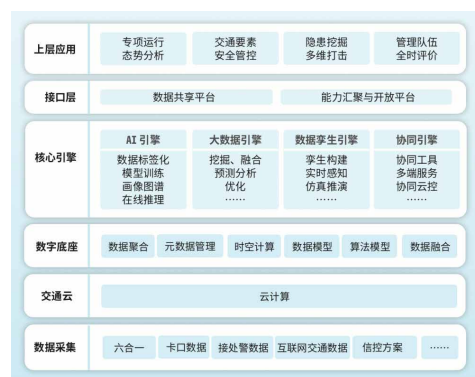 上层应用
专项运行
态势分析
交通要素
安全管控
隐患挖掘
多维打击
管理队伍
全时评价
接口层
数据共享平台
能力汇聚与开放平台
核心引擎
AI 引擎
数据标签化
模型训练
画像图谱
在线推理
大数据引擎
挖掘、融合
预测分析
优化
……
数据孪生引擎
孪生构建
实时感知
仿真推演
……
协同引擎
协同工具
多端服务
协同云控
……
数字底座
数据聚合
元数据管理
时空计算
数据模型
算法模型
数据融合
交通云
云计算
数据采集
六合一
卡口数据
接处警数据
互联网交通数据
信控方案
……